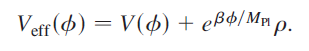 V_eff(ϕ) = V(ϕ) + e^{βϕ/M_Pl} ρ.